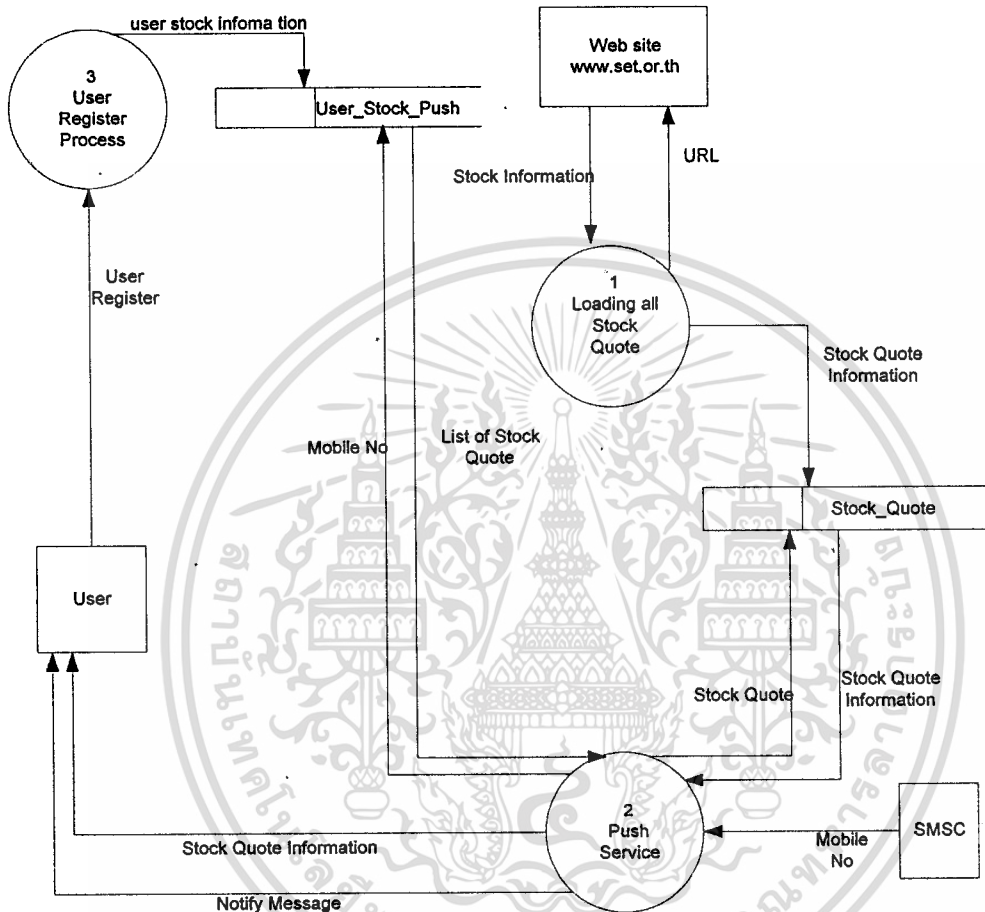 user stock infoma tion
3
User
Register
Process
User_Stock_Push
Web site
www.set.or.th
Stock Information
URL
User
Register
1
Loading all
Stock
Quote
Stock Quote
Information
Mobile No
List of Stock
Quote
Stock_Quote
User
Stock Quote
Stock Quote
Information
2
Push
Service
Mobile
No
SMSC
Stock Quote Information
Notify Message